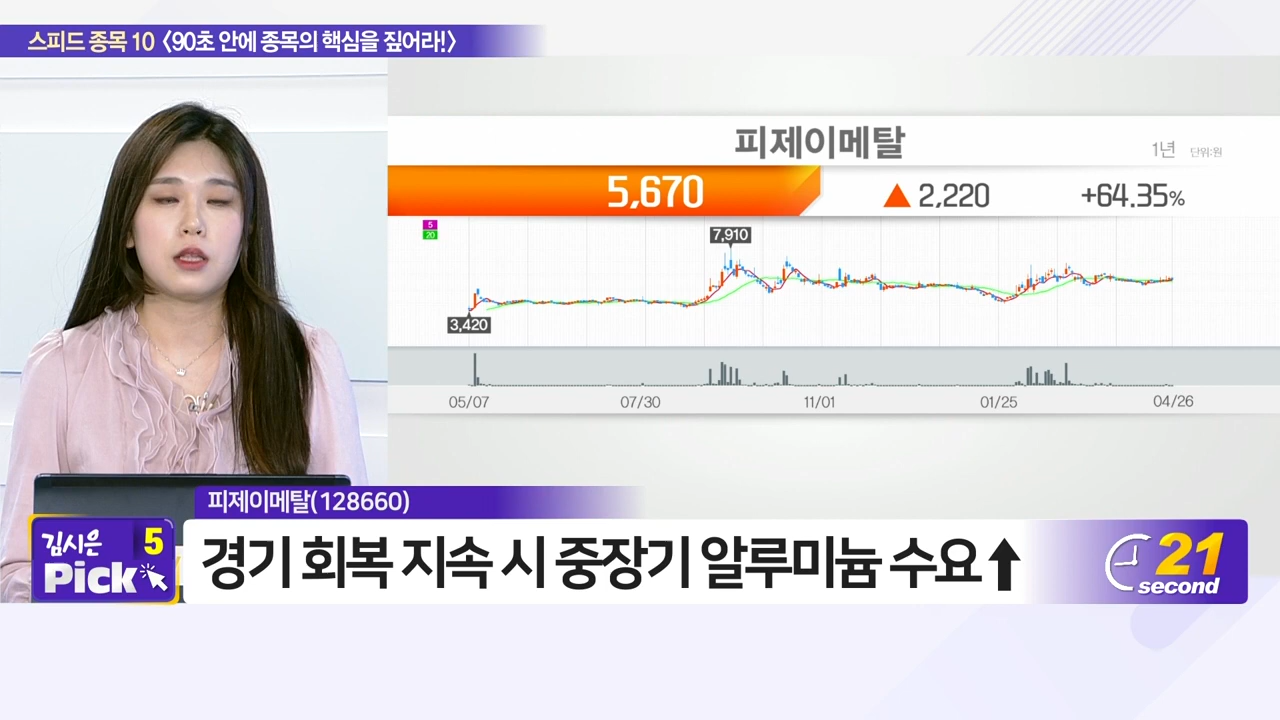 스피드 종목 10 〈90초 안에 종목의 핵심을 짚어라!〉
피제이메탈
1년 단위:원
5,670 ▲ 2,220 +64.35%
5
20
7,910
3,420
05/07 07/30 11/01 01/25 04/26
피제이메탈(128660)
김시은 5
Pick
경기 회복 지속 시 중장기 알루미늄 수요↑
21
second